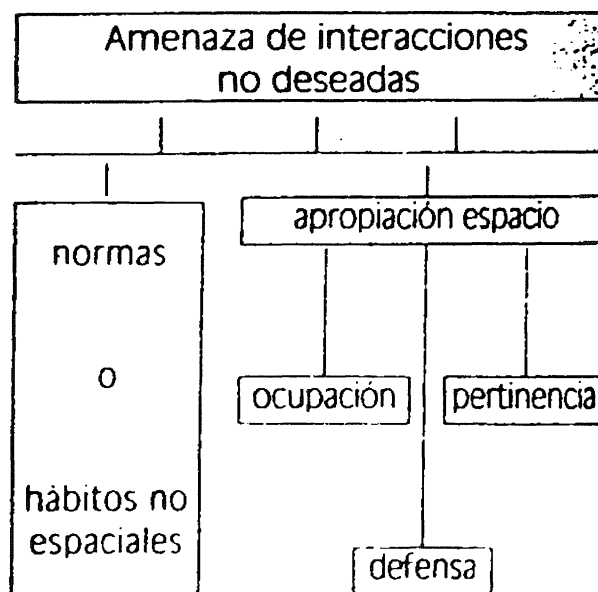 Amenaza de interacciones
no deseadas
normas
o
hábitos no
espaciales
apropiación espacio
ocupación
pertinencia
defensa